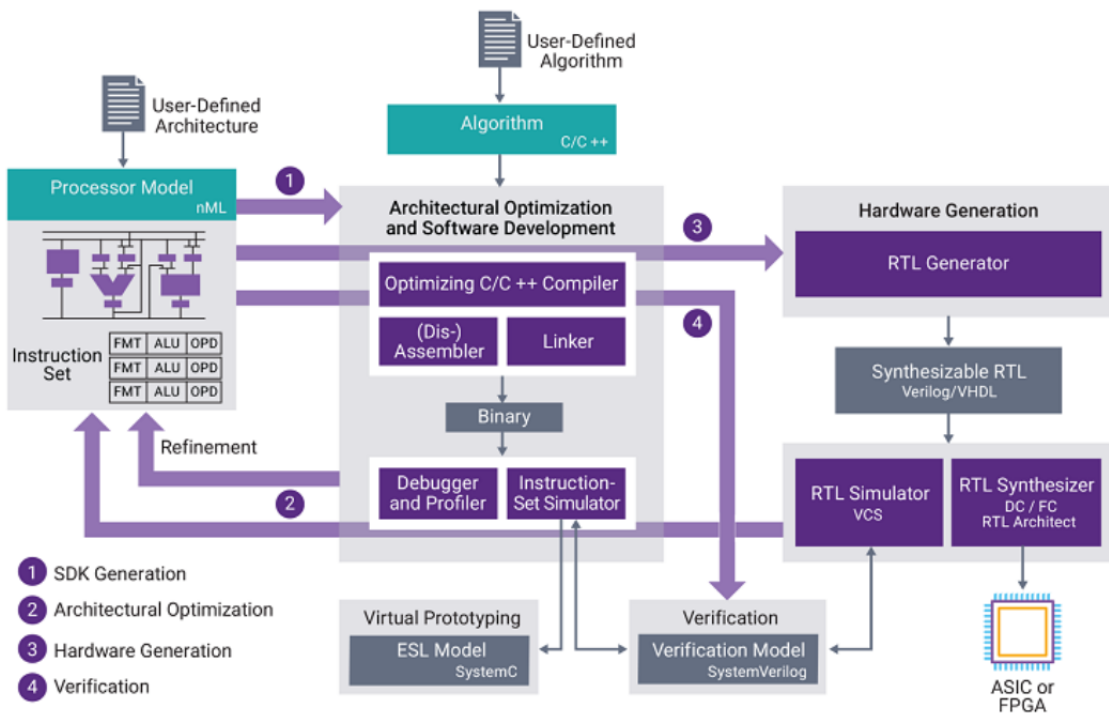 User-Defined
Algorithm
User-Defined
Architecture
Algorithm
C/C ++
Processor Model
nML
1
Architectural Optimization
and Software Development
3
Hardware Generation
RTL Generator
Optimizing C/C ++ Compiler
4
(Dis-)
Assembler
Linker
Instruction
Set
FMT ALU OPD
FMT ALU OPD
FMT ALU OPD
Synthesizable RTL
Verilog/VHDL
Binary
Refinement
Debugger
and Profiler
Instruction-
Set Simulator
2
RTL Simulator
VCS
RTL Synthesizer
DC / FC
RTL Architect
1 SDK Generation
2 Architectural Optimization
3 Hardware Generation
4 Verification
Virtual Prototyping
ESL Model
SystemC
Verification
Verification Model
SystemVerilog
ASIC or
FPGA